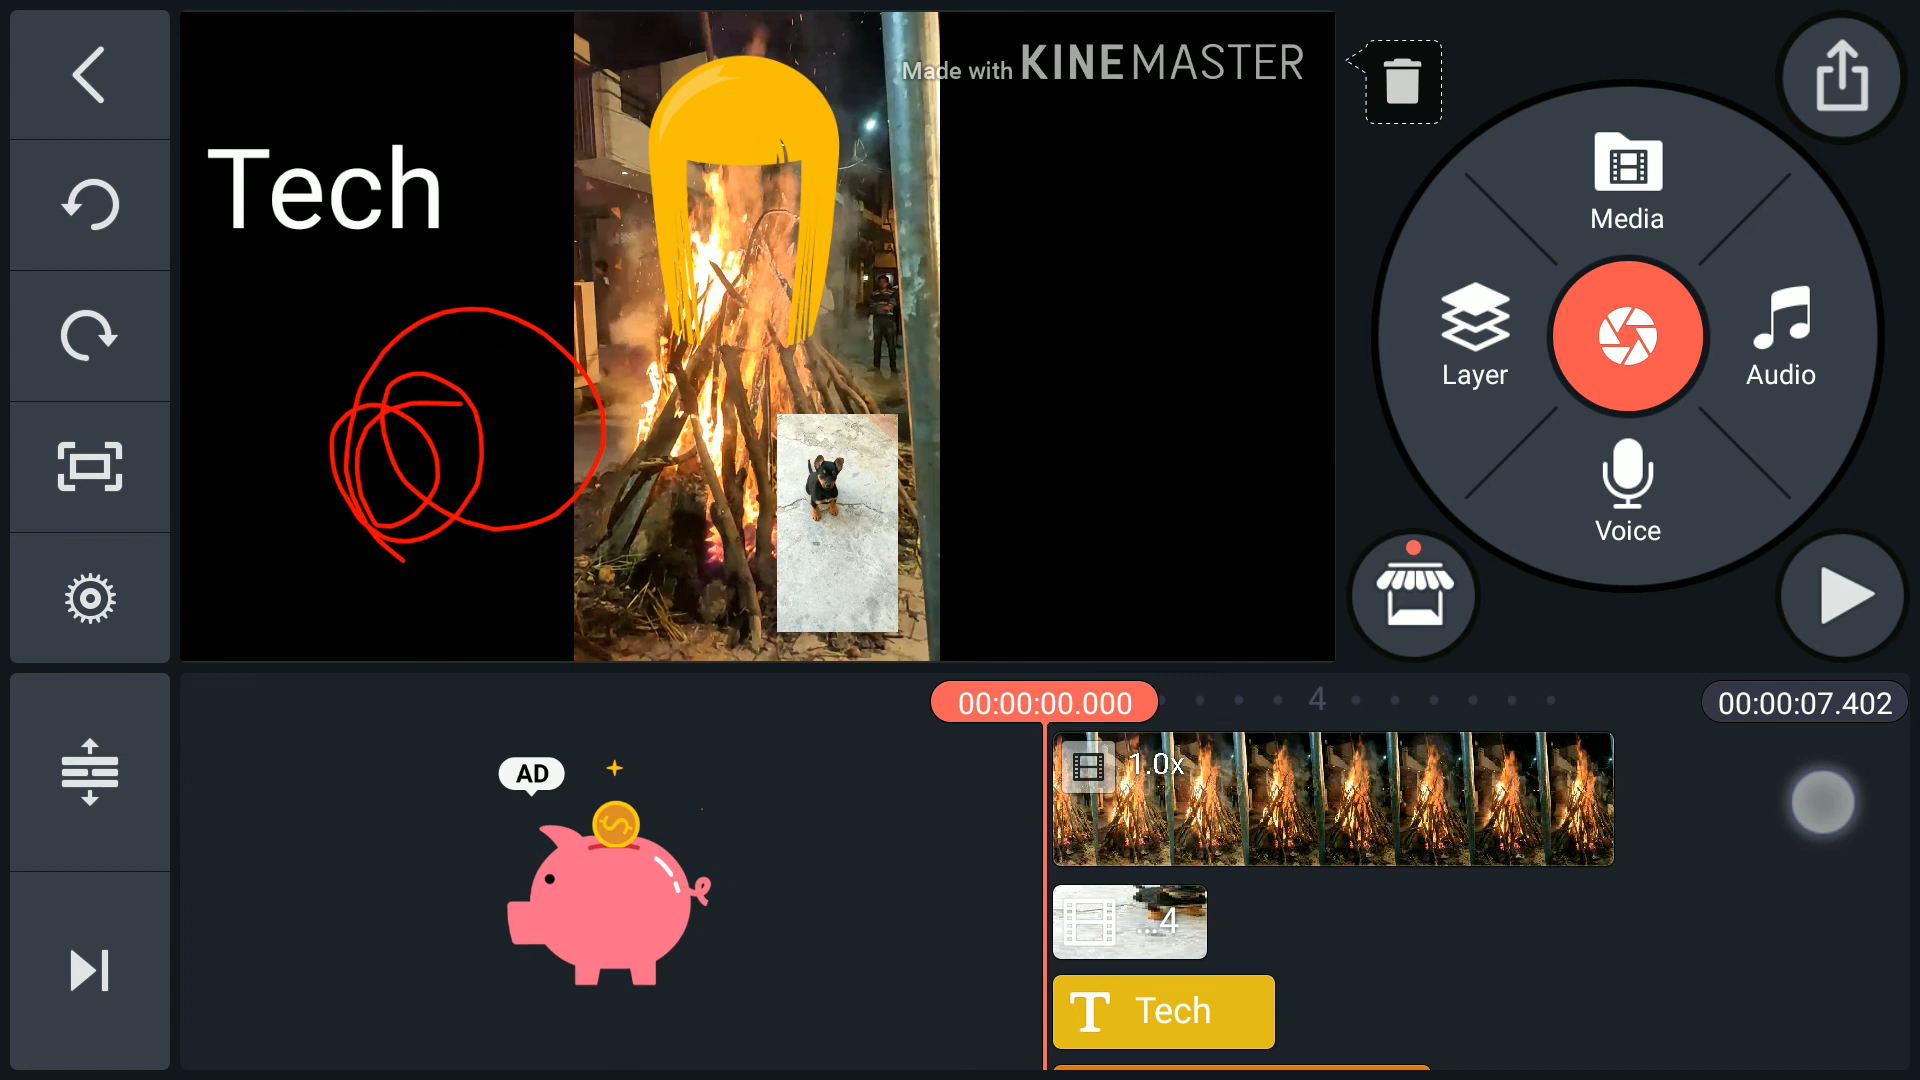 Made with KINEMASTER
Tech
Media
Layer
Audio
Voice
00:00:00.000
4
00:00:07.402
1.0x
AD
...4
T Tech